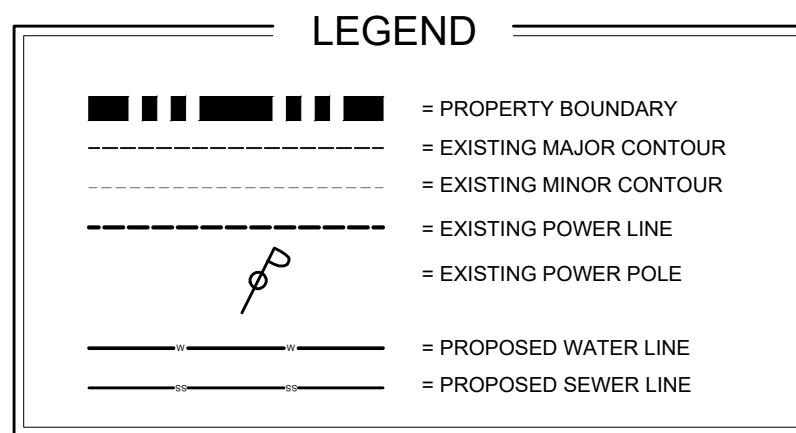 LEGEND
= PROPERTY BOUNDARY
= EXISTING MAJOR CONTOUR
= EXISTING MINOR CONTOUR
= EXISTING POWER LINE
= EXISTING POWER POLE
W W = PROPOSED WATER LINE
SS SS = PROPOSED SEWER LINE